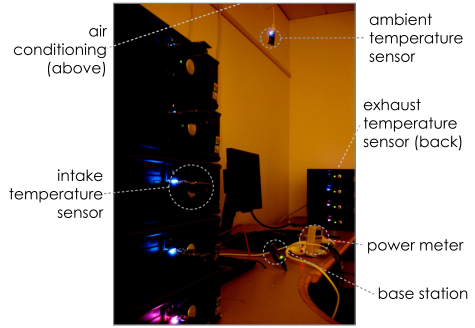 air
conditioning
(above)
ambient
temperature
sensor
exhaust
temperature
sensor (back)
intake
temperature
sensor
power meter
base station